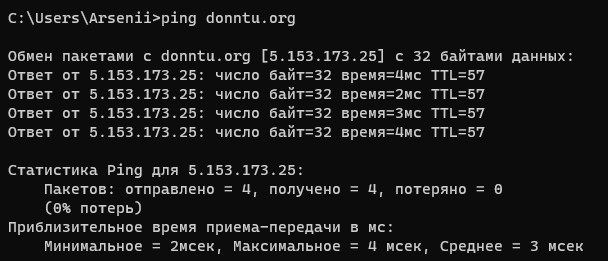 C:\Users\Arsenii>ping donntu.org
Обмен пакетами с donntu.org [5.153.173.25] с 32 байтами данных:
Ответ от 5.153.173.25: число байт=32 время=4мс TTL=57
Ответ от 5.153.173.25: число байт=32 время=2мс TTL=57
Ответ от 5.153.173.25: число байт=32 время=3мс TTL=57
Ответ от 5.153.173.25: число байт=32 время=4мс TTL=57
Статистика Ping для 5.153.173.25:
    Пакетов: отправлено = 4, получено = 4, потеряно = 0
    (0% потерь)
Приблизительное время приема-передачи в мс:
    Минимальное = 2мсек, Максимальное = 4 мсек, Среднее = 3 мсек